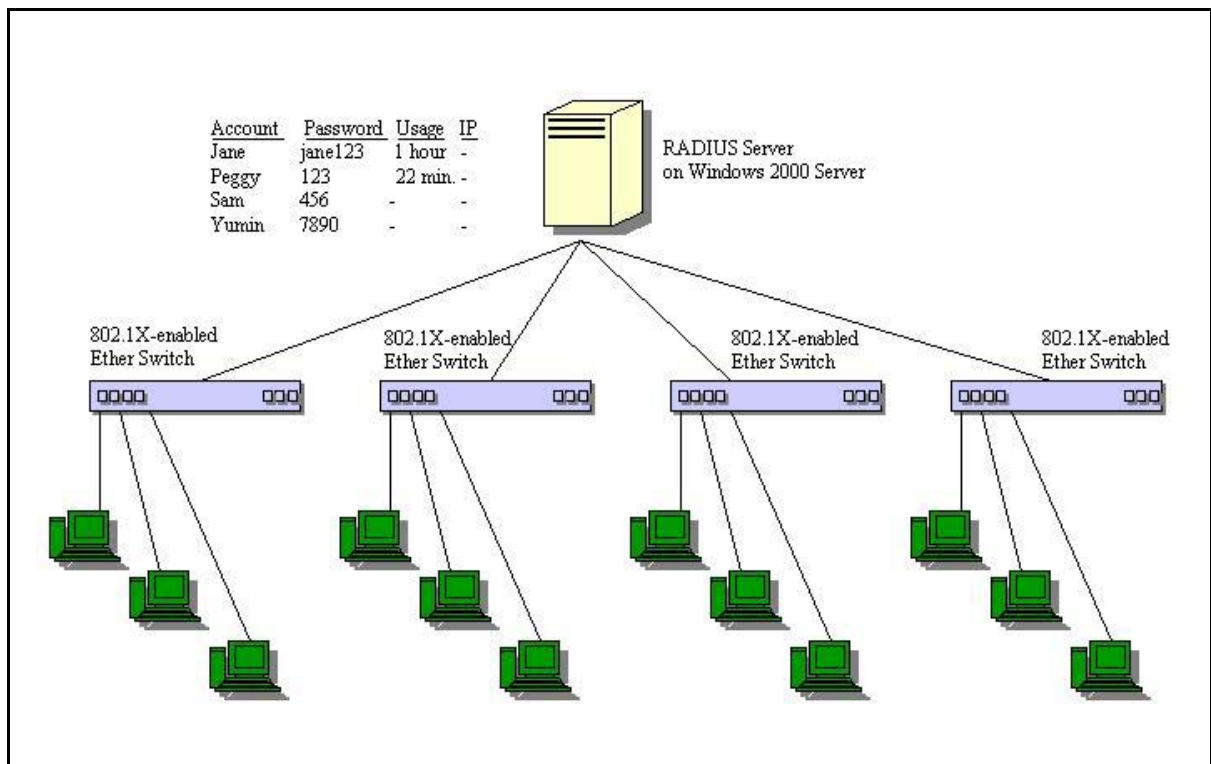 Account Password Usage IP
Jane jane123 1 hour -
Peggy 123 22 min. -
Sam 456 - -
Yumin 7890 - -
RADIUS Server
on Windows 2000 Server
802.1X-enabled
Ether Switch
802.1X-enabled
Ether Switch
802.1X-enabled
Ether Switch
802.1X-enabled
Ether Switch